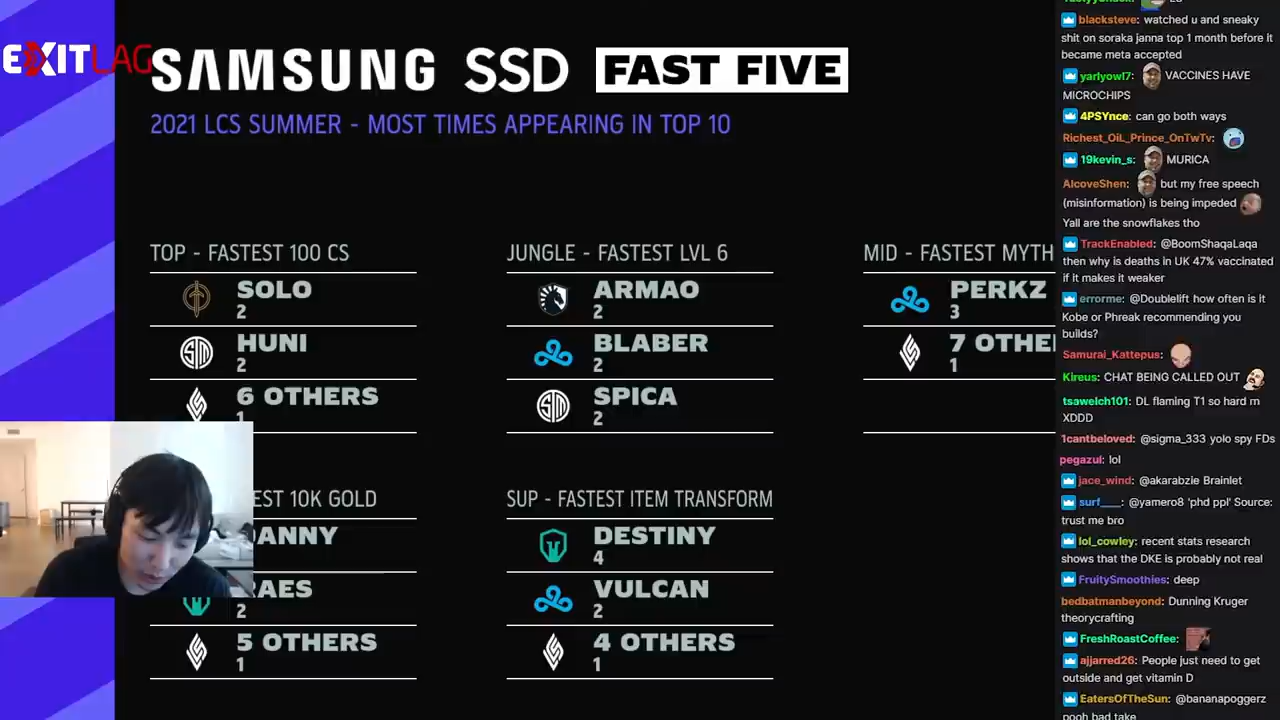 EXITLAG
SAMSUNG SSD FAST FIVE
2021 LCS SUMMER - MOST TIMES APPEARING IN TOP 10
TOP - FASTEST 100 CS
SOLO
2
HUNI
2
6 OTHERS
1
JUNGLE - FASTEST LVL 6
ARMAO
2
BLABER
2
TSM
SPICA
2
MID - FASTEST MYTH
PERKZ
3
7 OTHE
1
EST 10K GOLD
DANNY
RAES
2
5 OTHERS
1
SUP - FASTEST ITEM TRANSFORM
DESTINY
4
VULCAN
2
4 OTHERS
1
blacksteve: watched u and sneaky
shit on soraka janna top 1 month before it
became meta accepted
yarlyowl7: VACCINES HAVE
MICROCHIPS
4PSYnce: can go both ways
Richest_OiL_Prince_OnTwTv:
19kevin_s: MURICA
AlcoveShen: but my free speech
(misinformation) is being impeded
Yall are the snowflakes tho
TrackEnabled: @BoomShaqaLaqa
then why is deaths in UK 47% vaccinated
if it makes it weaker
errorme: @Doublelift how often is it
Kobe or Phreak recommending you
builds?
Samurai_Kattepus:
Kireus: CHAT BEING CALLED OUT
tsawelch101: DL flaming T1 so hard m
XDDD
1cantbeloved: @sigma_333 yolo spy FDs
pegazul: lol
jace_wind: @akarabzie Brainlet
surf____: @yamero8 'phd ppl' Source:
trust me bro
lol_cowley: recent stats research
shows that the DKE is probably not real
FruitySmoothies: deep
bedbatmanbeyond: Dunning Kruger
theorycrafting
FreshRoastCoffee:
ajjarred26: People just need to get
outside and get vitamin D
EatersOfTheSun: @bananapoggerz
pooh bad take